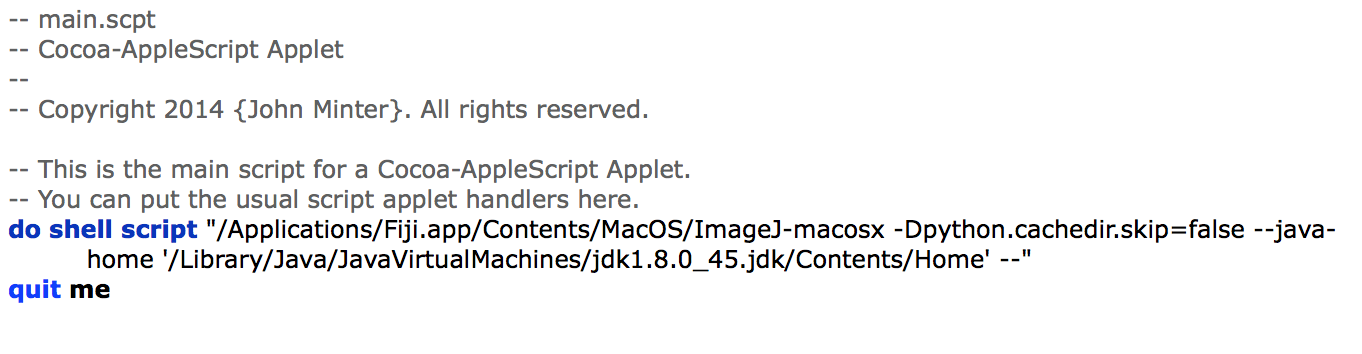 -- main.scpt
-- Cocoa-AppleScript Applet
--
-- Copyright 2014 {John Minter}. All rights reserved.
-- This is the main script for a Cocoa-AppleScript Applet.
-- You can put the usual script applet handlers here.
do shell script "/Applications/Fiji.app/Contents/MacOS/ImageJ-macosx -Dpython.cachedir.skip=false --java-
home '/Library/Java/JavaVirtualMachines/jdk1.8.0_45.jdk/Contents/Home' --"
quit me